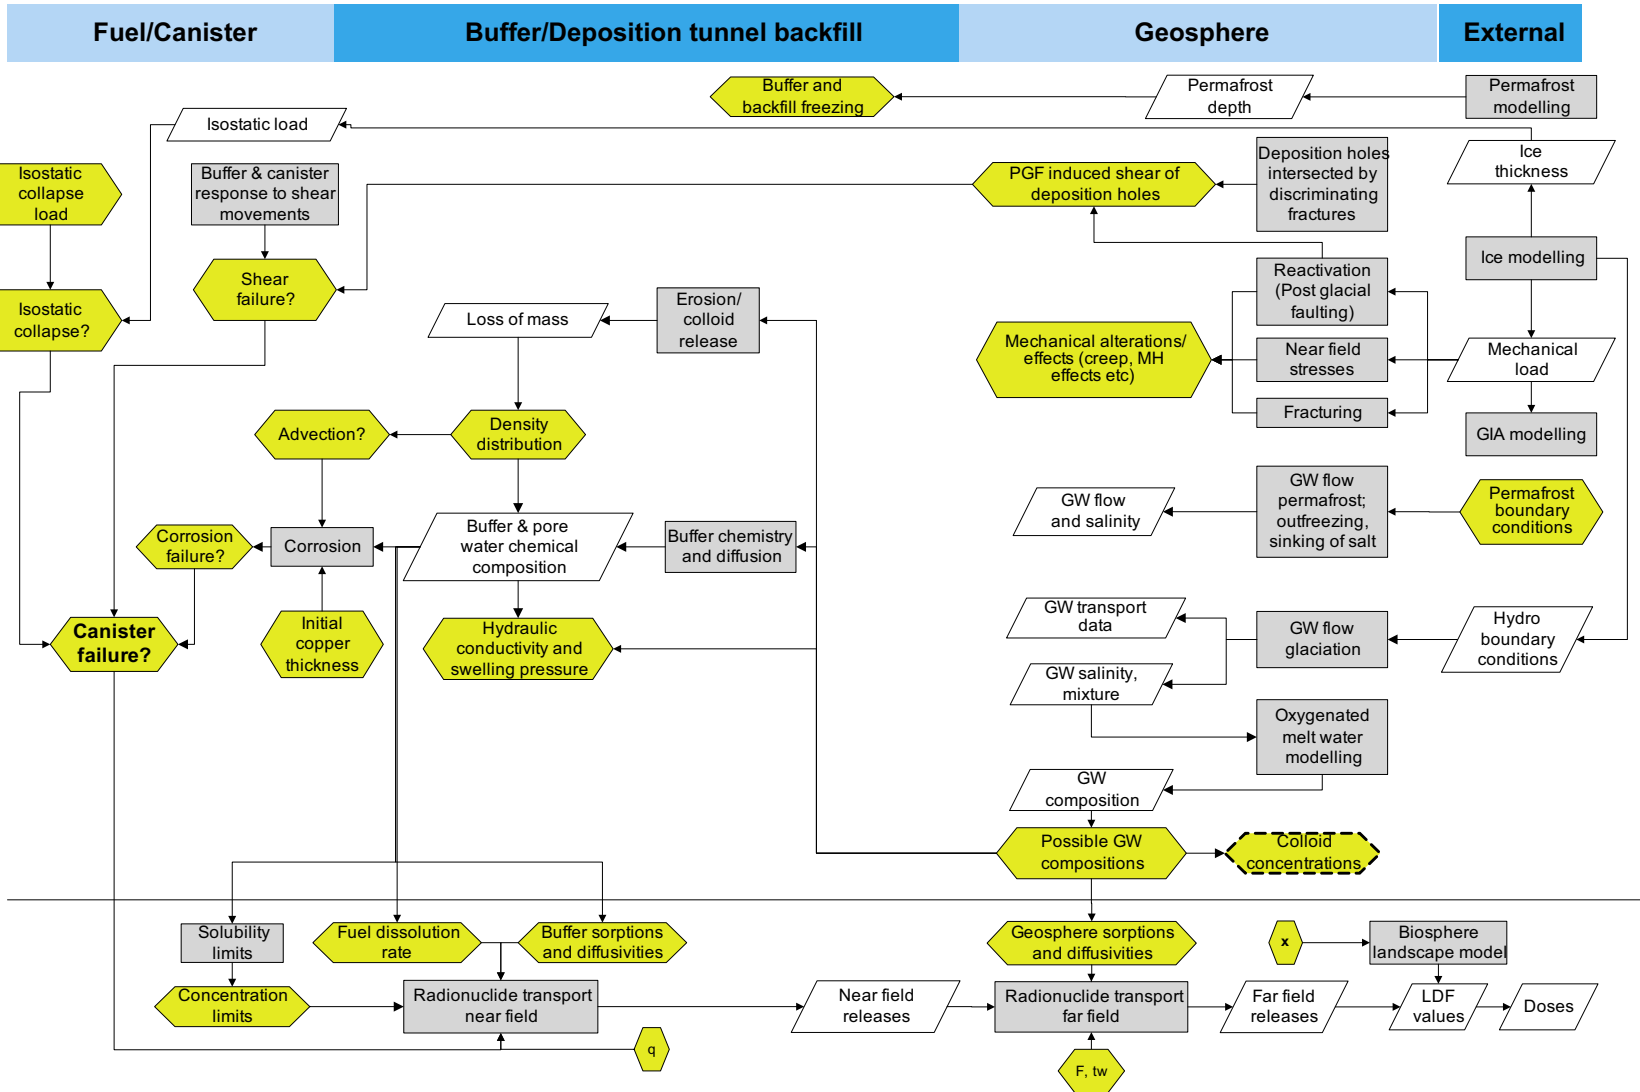 Fuel/Canister
Buffer/Deposition tunnel backfill
Geosphere
External
Buffer and
backfill freezing
Permafrost
depth
Permafrost
modelling
Isostatic load
Ice
thickness
Isostatic
collapse
load
Buffer & canister
response to shear
movements
PGF induced shear of
deposition holes
Deposition holes
intersected by
discriminating
fractures
Ice modelling
Shear
failure?
Reactivation
(Post glacial
faulting)
Isostatic
collapse?
Loss of mass
Erosion/
colloid
release
Mechanical alterations/
effects (creep, MH
effects etc)
Near field
stresses
Mechanical
load
Fracturing
Advection?
Density
distribution
GIA modelling
GW flow
and salinity
GW flow
permafrost;
outfreezing,
sinking of salt
Permafrost
boundary
conditions
Corrosion
failure?
Corrosion
Buffer & pore
water chemical
composition
Buffer chemistry
and diffusion
Canister
failure?
Initial
copper
thickness
Hydraulic
conductivity and
swelling pressure
GW transport
data
GW flow
glaciation
Hydro
boundary
conditions
GW salinity,
mixture
Oxygenated
melt water
modelling
GW
composition
Possible GW
compositions
Colloid
concentrations
Solubility
limits
Fuel dissolution
rate
Buffer sorptions
and diffusivities
Geosphere sorptions
and diffusivities
x
Biosphere
landscape model
Concentration
limits
Radionuclide transport
near field
Near field
releases
Radionuclide transport
far field
Far field
releases
LDF
values
Doses
q
F, tw